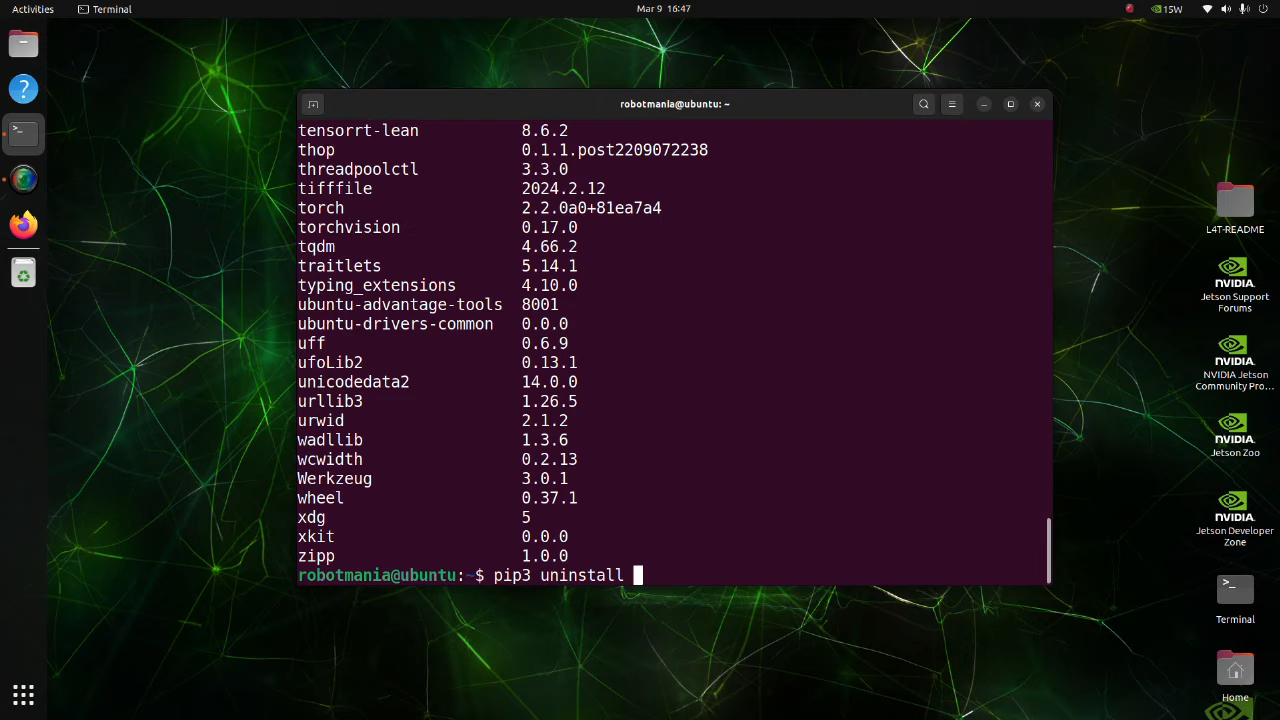 Activities
Terminal
Mar 9 16:47
15W
robotmania@ubuntu: ~
tensorrt-lean 8.6.2
thop 0.1.1.post2209072238
threadpoolctl 3.3.0
tifffile 2024.2.12
torch 2.2.0a0+81ea7a4
torchvision 0.17.0
tqdm 4.66.2
traitlets 5.14.1
typing_extensions 4.10.0
ubuntu-advantage-tools 8001
ubuntu-drivers-common 0.0.0
uff 0.6.9
ufoLib2 0.13.1
unicodedata2 14.0.0
urllib3 1.26.5
urwid 2.1.2
wadllib 1.3.6
wcwidth 0.2.13
Werkzeug 3.0.1
wheel 0.37.1
xdg 5
xkit 0.0.0
zipp 1.0.0
robotmania@ubuntu:~$ pip3 uninstall
L4T-README
NVIDIA.
Jetson Support
Forums
NVIDIA.
NVIDIA Jetson
Community Pro...
NVIDIA.
Jetson Zoo
NVIDIA.
Jetson Developer
Zone
Terminal
Home